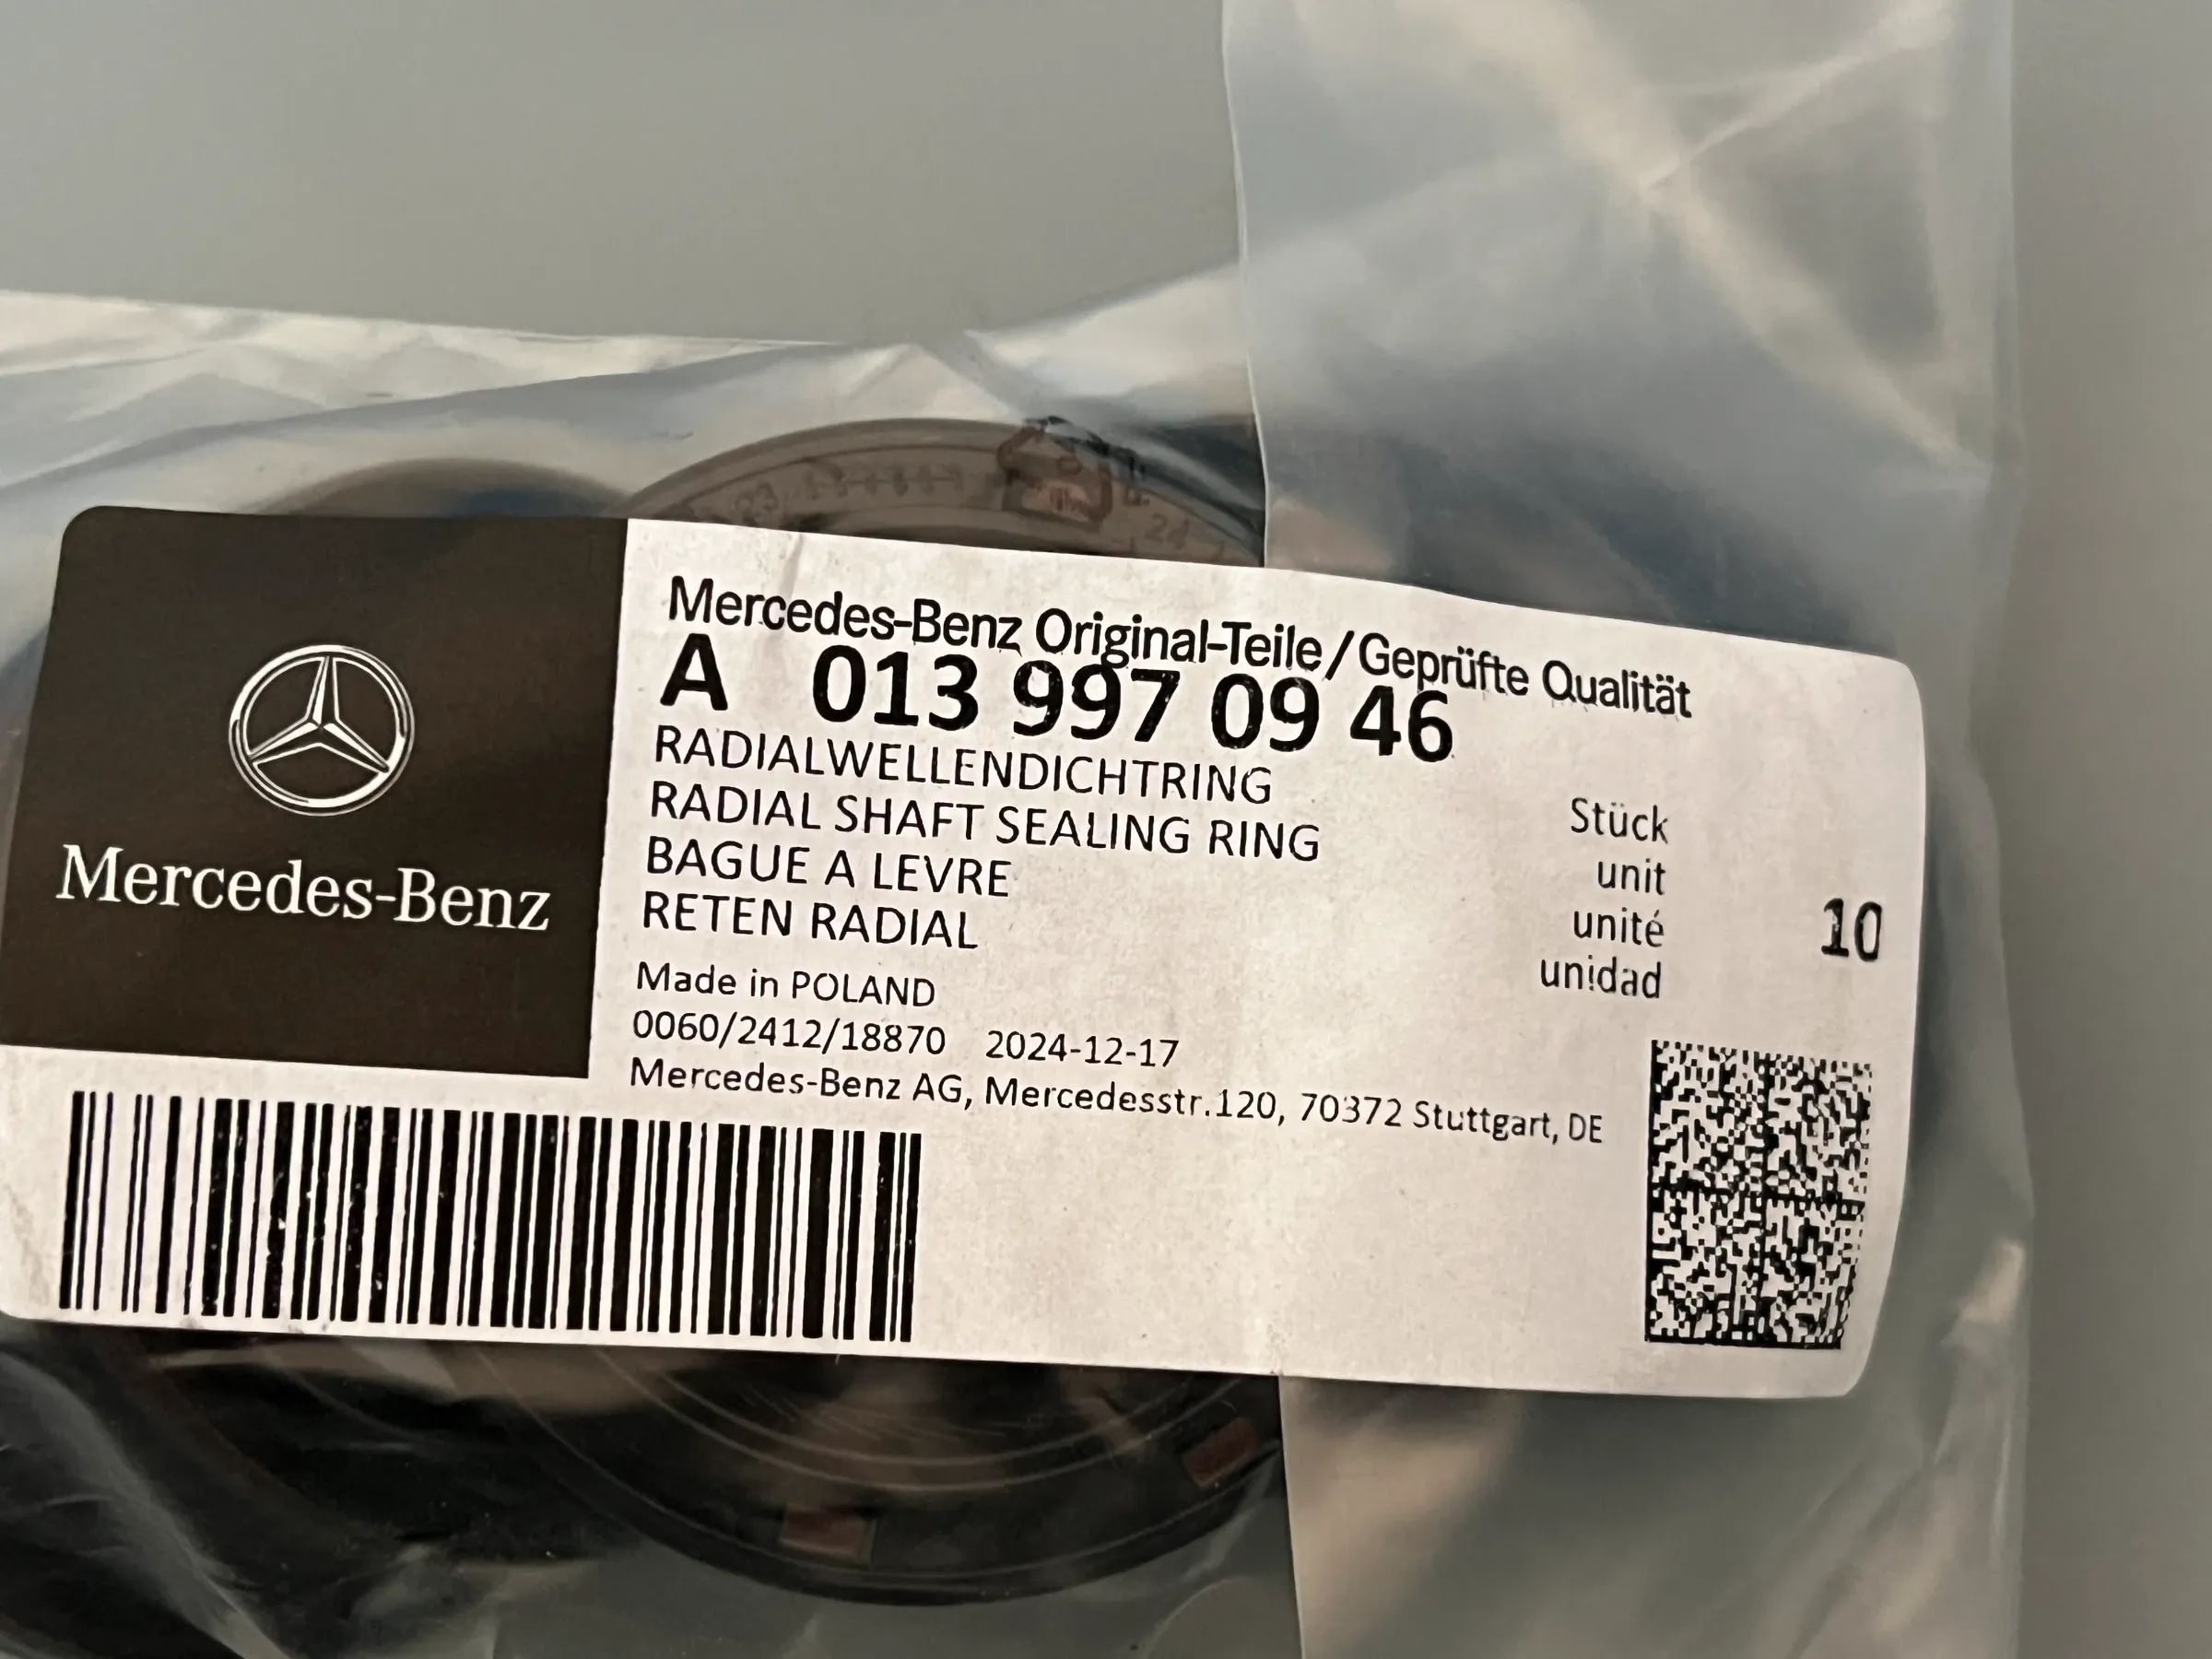 Mercedes-Benz
Mercedes-Benz Original-Teile/Geprüfte Qualität
A 013 997 09 46
RADIALWELLENDICHTRING
RADIAL SHAFT SEALING RING
BAGUE A LEVRE
RETEN RADIAL
Stück
unit
unité
unidad
10
Made in POLAND
0060/2412/18870 2024-12-17
Mercedes-Benz AG, Mercedesstr.120, 70372 Stuttgart, DE